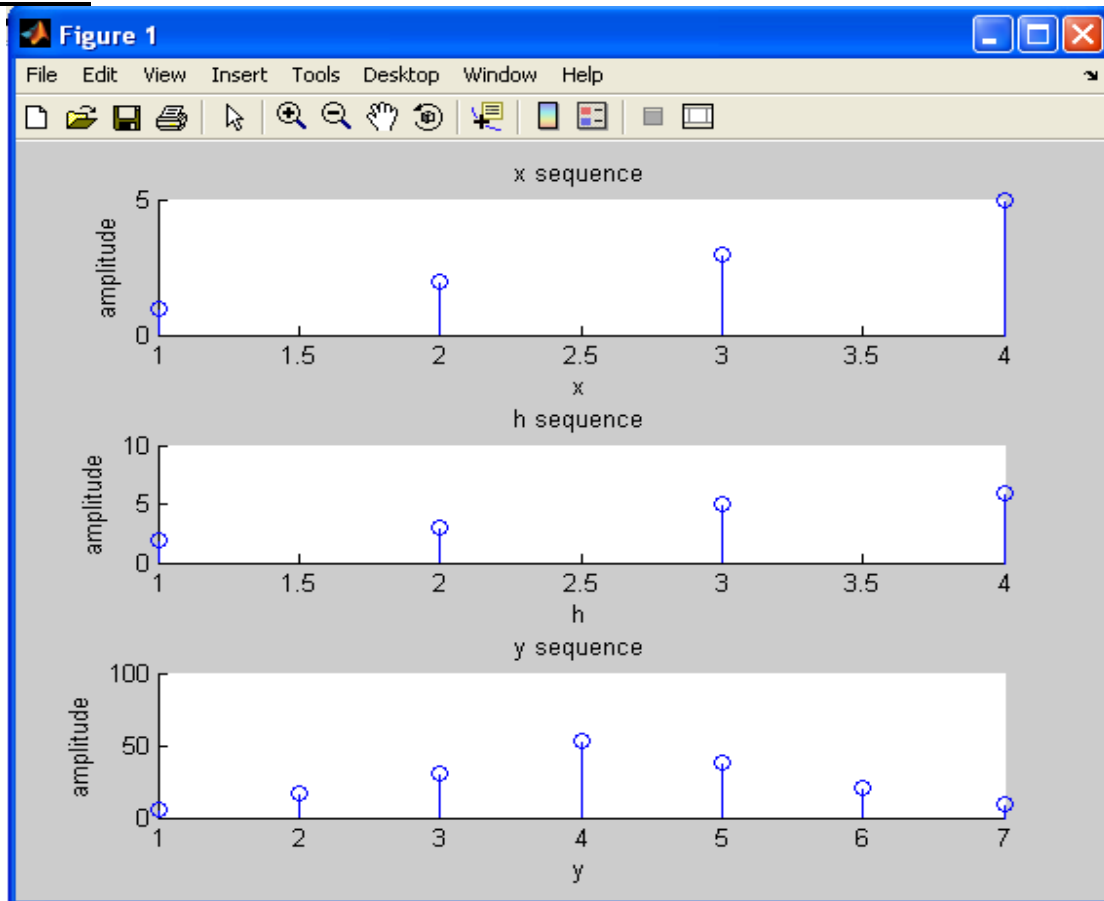 Figure 1
File Edit View Insert Tools Desktop Window Help
x sequence
amplitude
5
0
1 1.5 2 2.5 3 3.5 4
x
h sequence
amplitude
10
5
0
1 1.5 2 2.5 3 3.5 4
h
y sequence
amplitude
100
50
0
1 2 3 4 5 6 7
y